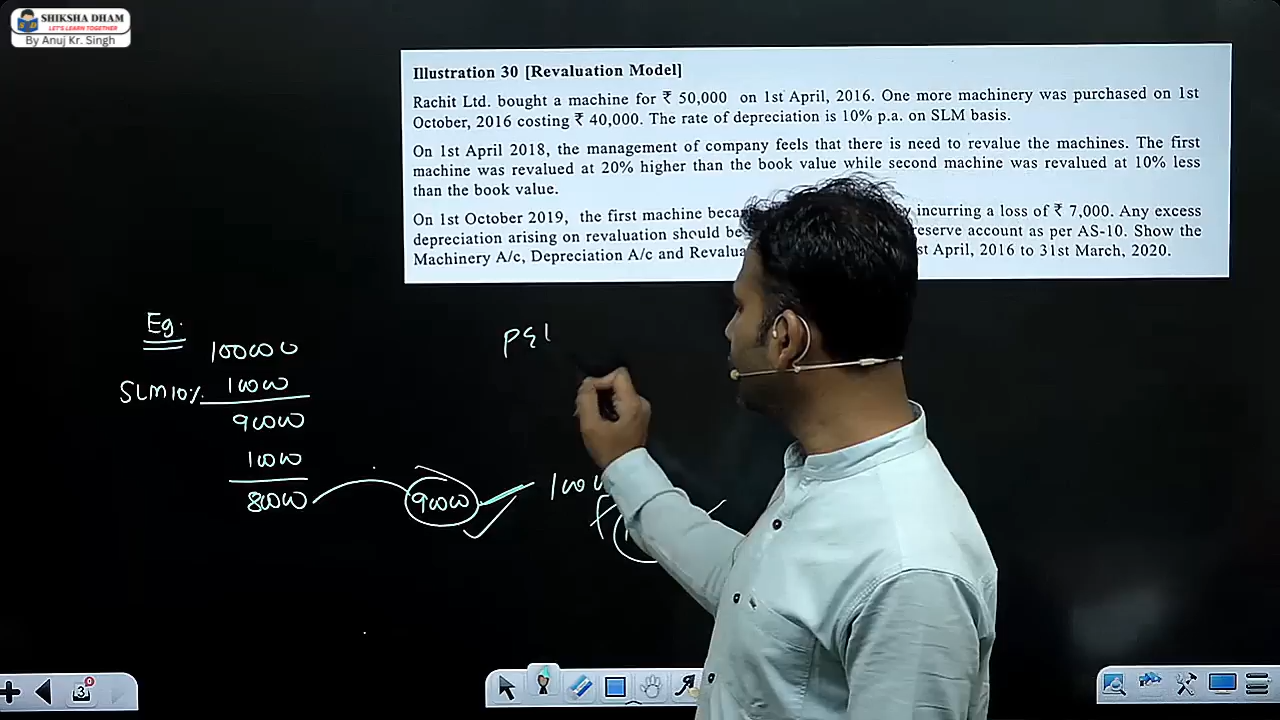 SHIKSHA DHAM
LET'S LEARN TOGETHER
By Anuj Kr. Singh
Illustration 30 [Revaluation Model]
Rachit Ltd. bought a machine for ₹ 50,000 on 1st April, 2016. One more machinery was purchased on 1st
October, 2016 costing ₹ 40,000. The rate of depreciation is 10% p.a. on SLM basis.
On 1st April 2018, the management of company feels that there is need to revalue the machines. The first
machine was revalued at 20% higher than the book value while second machine was revalued at 10% less
than the book value.
On 1st October 2019, the first machine incurring a loss of ₹ 7,000. Any excess
depreciation arising on revaluation should be reserve account as per AS-10. Show the
Machinery A/c, Depreciation A/c and April, 2016 to 31st March, 2020.
Eg.
100000
SLM 10% 10000
90000
10000
80000 90000
P&L
3
0